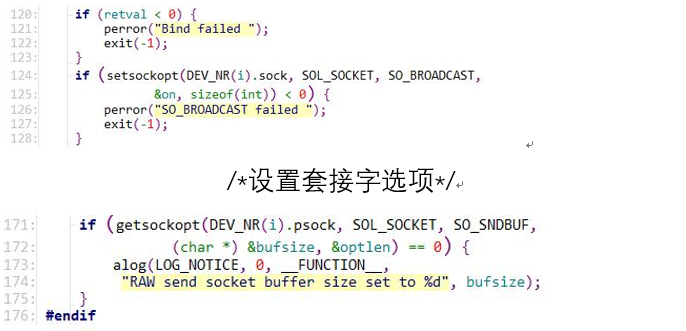 120:     if (retval < 0) {
121:         perror("Bind failed ");
122:         exit(-1);
123:     }
124:     if (setsockopt(DEV_NR(i).sock, SOL_SOCKET, SO_BROADCAST,
125:             &on, sizeof(int)) < 0) {
126:         perror("SO_BROADCAST failed ");
127:         exit(-1);
128:     }
/*设置套接字选项*/
171:     if (getsockopt(DEV_NR(i).psock, SOL_SOCKET, SO_SNDBUF,
172:             (char *) &bufsize, &optlen) == 0) {
173:         alog(LOG_NOTICE, 0, __FUNCTION__,
174:          "RAW send socket buffer size set to %d", bufsize);
175:     }
176: #endif